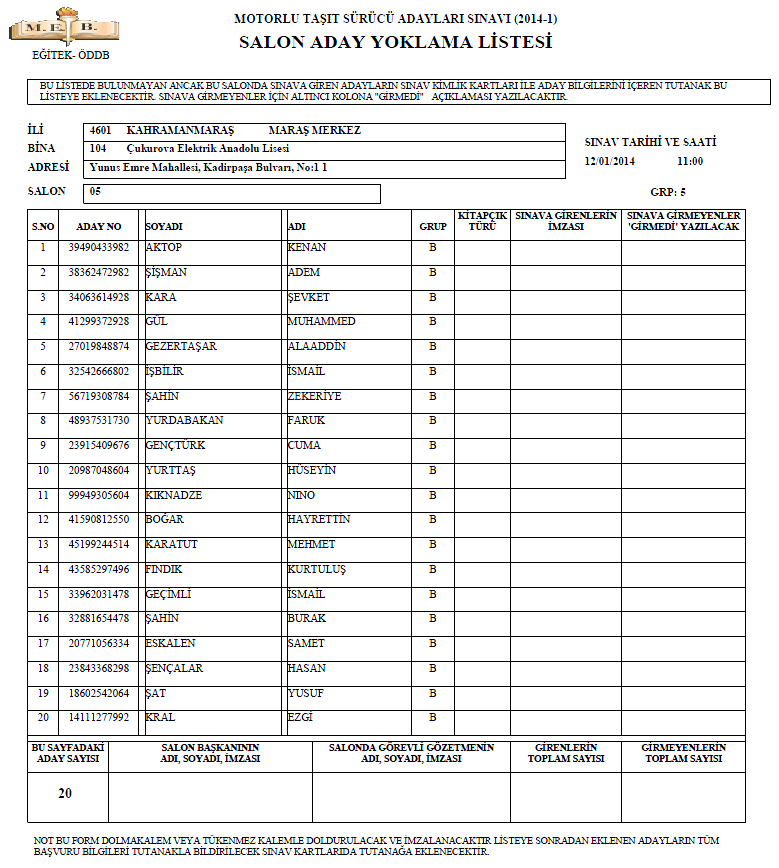 M. E. B.
EĞİTEK- ÖDDB
MOTORLU TAŞIT SÜRÜCÜ ADAYLARI SINAVI (2014-1)
SALON ADAY YOKLAMA LİSTESİ
BU LİSTEDE BULUNMAYAN ANCAK BU SALONDA SINAVA GİREN ADAYLARIN SINAV KİMLİK KARTLARI İLE ADAY BİLGİLERİNİ İÇEREN TUTANAK BU
LİSTEYE EKLENECEKTİR. SINAVA GİRMEYENLER İÇİN ALTINCI KOLONA "GİRMEDİ" AÇIKLAMASI YAZILACAKTIR.
İLİ 4601 KAHRAMANMARAŞ MARAŞ MERKEZ
BİNA 104 Çukurova Elektrik Anadolu Lisesi
ADRESİ Yunus Emre Mahallesi, Kadirpaşa Bulvarı, No:1 1
SINAV TARİHİ VE SAATİ
12/01/2014 11:00
SALON 05 GRP: 5
S.NO ADAY NO SOYADI ADI GRUP KİTAPÇIK TÜRÜ SINAVA GİRENLERİN İMZASI SINAVA GİRMEYENLER 'GİRMEDİ' YAZILACAK
1 39490433982 AKTOP KENAN B
2 38362472982 ŞİŞMAN ADEM B
3 34063614928 KARA ŞEVKET B
4 41299372928 GÜL MUHAMMED B
5 27019848874 GEZERTAŞAR ALAADDİN B
6 32542666802 İŞBİLİR İSMAİL B
7 56719308784 ŞAHİN ZEKERİYE B
8 48937531730 YURDABAKAN FARUK B
9 23915409676 GENÇTÜRK CUMA B
10 20987048604 YURTTAŞ HÜSEYİN B
11 99949305604 KIKNADZE NINO B
12 41590812550 BOĞAR HAYRETTİN B
13 45199244514 KARATUT MEHMET B
14 43585297496 FINDIK KURTULUŞ B
15 33962031478 GEÇİMLİ İSMAİL B
16 32881654478 ŞAHİN BURAK B
17 20771056334 ESKALEN SAMET B
18 23843368298 ŞENÇALAR HASAN B
19 18602542064 ŞAT YUSUF B
20 14111277992 KRAL EZGİ B
BU SAYFADAKİ ADAY SAYISI SALON BAŞKANININ ADI, SOYADI, İMZASI SALONDA GÖREVLİ GÖZETMENİN ADI, SOYADI, İMZASI GİRENLERİN TOPLAM SAYISI GİRMEYENLERİN TOPLAM SAYISI
20
NOT BU FORM DOLMAKALEM VEYA TÜKENMEZ KALEMLE DOLDURULACAK VE İMZALANACAKTIR LİSTEYE SONRADAN EKLENEN ADAYLARIN TÜM
BAŞVURU BİLGİLERİ TUTANAKLA BİLDİRİLECEK SINAV KARTLARIDA TUTANAĞA EKLENECEKTİR.